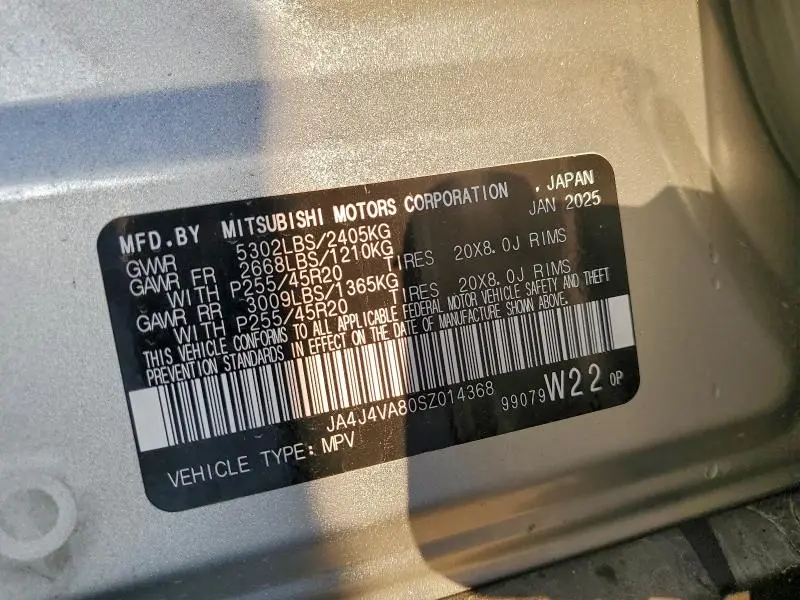 MFD.BY MITSUBISHI MOTORS CORPORATION , JAPAN
JAN 2025
GVWR 5302LBS/2405KG
GAWR FR 2668LBS/1210KG
WITH P255/45R20 TIRES 20X8.0J RIMS
GAWR RR 3009LBS/1365KG
WITH P255/45R20 TIRES 20X8.0J RIMS
THIS VEHICLE CONFORMS TO ALL APPLICABLE FEDERAL MOTOR VEHICLE SAFETY AND THEFT
PREVENTION STANDARDS IN EFFECT ON THE DATE OF MANUFACTURE SHOWN ABOVE.
JA4J4VA80SZ014368 99079 W22 0P
VEHICLE TYPE: MPV